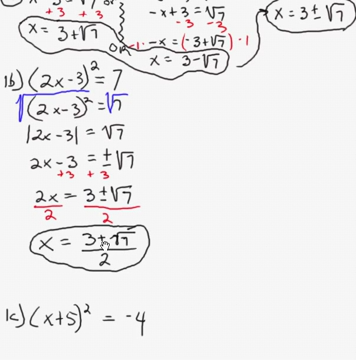 +3 +3
x = 3+√7
-x+3 = √7
-3 -3
or -1· -x = (-3+√7) ·-1
x = 3-√7
x = 3±√7
1b) (2x-3)² = 7
√(2x-3)² = √7
|2x-3| = √7
2x-3 = ±√7
+3 +3
2x = 3±√7
2 2
x = 3±√7
2
1c) (x+5)² = -4